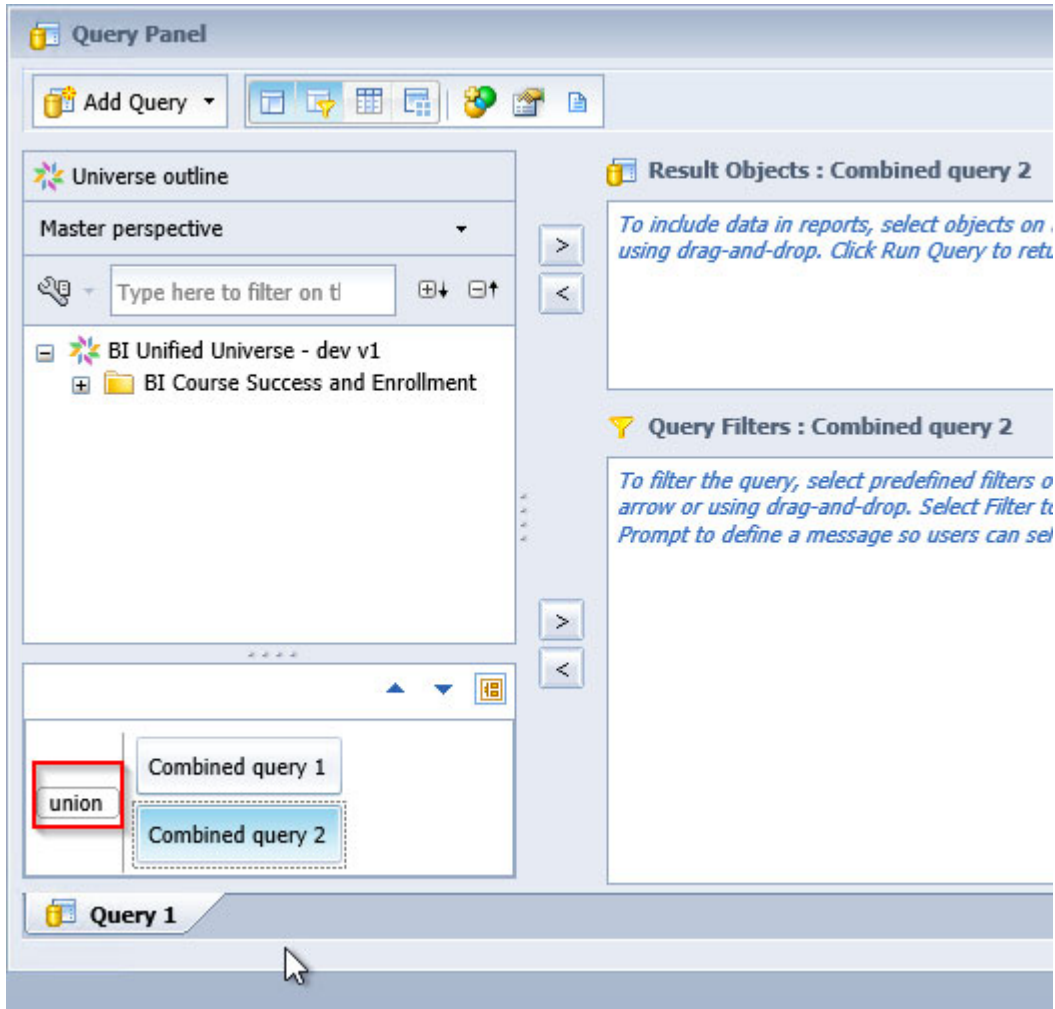 Query Panel
Add Query
Universe outline
Master perspective
Type here to filter on tl
BI Unified Universe - dev v1
BI Course Success and Enrollment
Result Objects : Combined query 2
To include data in reports, select objects on
using drag-and-drop. Click Run Query to retu
Query Filters : Combined query 2
To filter the query, select predefined filters o
arrow or using drag-and-drop. Select Filter to
Prompt to define a message so users can sel
>
<
>
<
union
Combined query 1
Combined query 2
Query 1